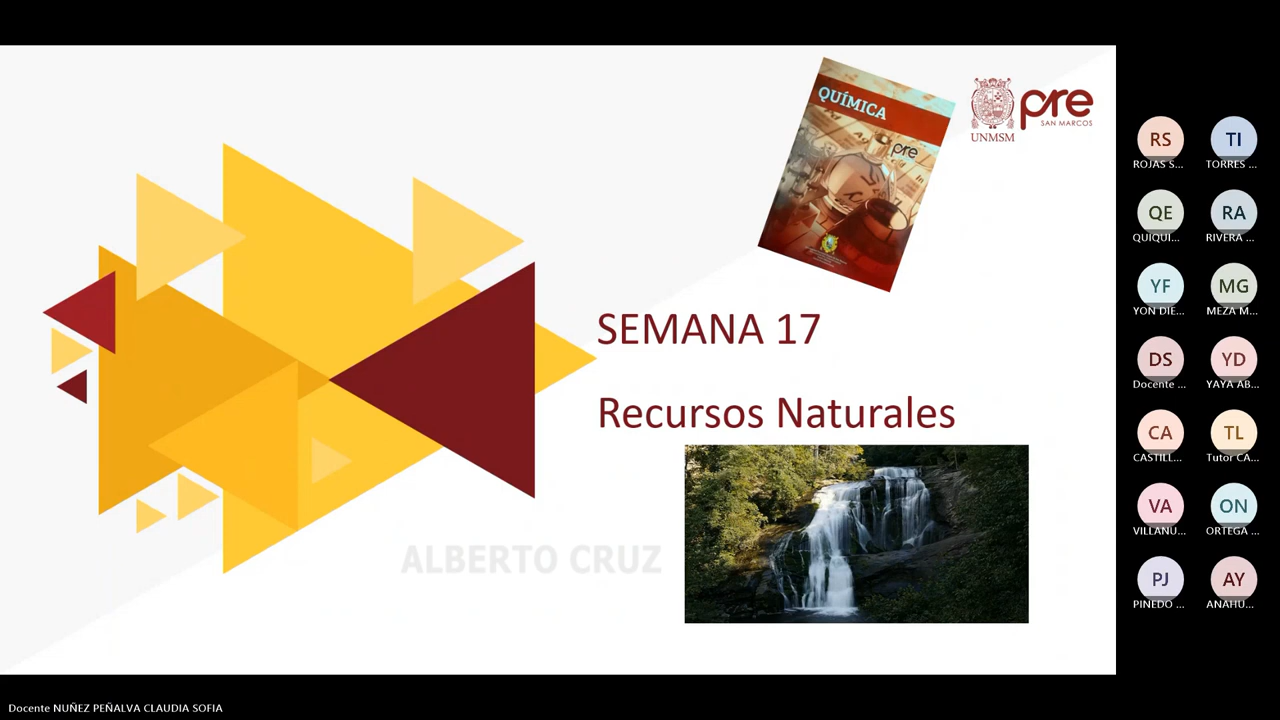 QUÍMICA
pre
UNMSM
pre
SAN MARCOS
SEMANA 17
Recursos Naturales
ALBERTO CRUZ
RS
ROJAS S...
TI
TORRES ...
QE
QUIQUI...
RA
RIVERA ...
YF
YON DIE...
MG
MEZA M...
DS
Docente ...
YD
YAYA AB...
CA
CASTILL...
TL
Tutor CA...
VA
VILLANU...
ON
ORTEGA ...
PJ
PINEDO ...
AY
ANAHU...
Docente NUÑEZ PEÑALVA CLAUDIA SOFIA